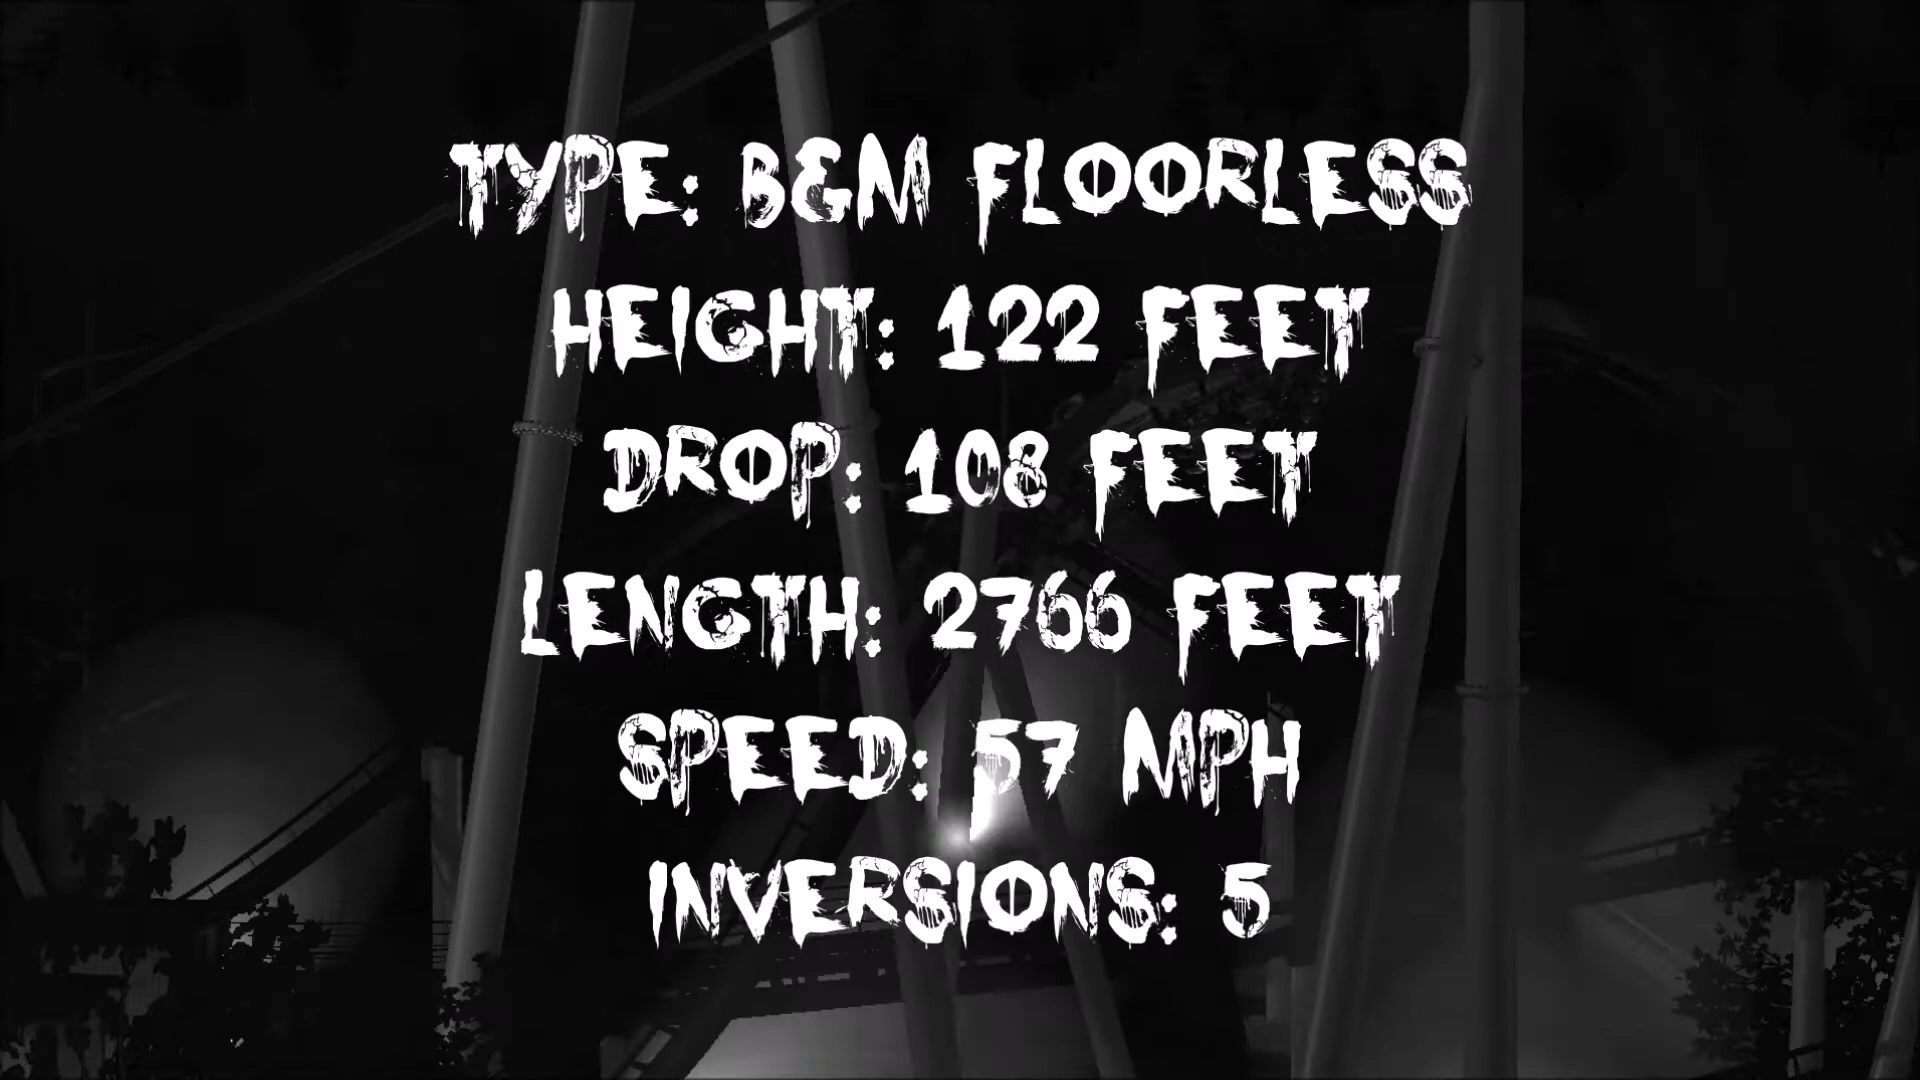 TYPE: B&M FLOORLESS
HEIGHT: 122 FEET
DROP: 108 FEET
LENGTH: 2766 FEET
SPEED: 57 MPH
INVERSIONS: 5